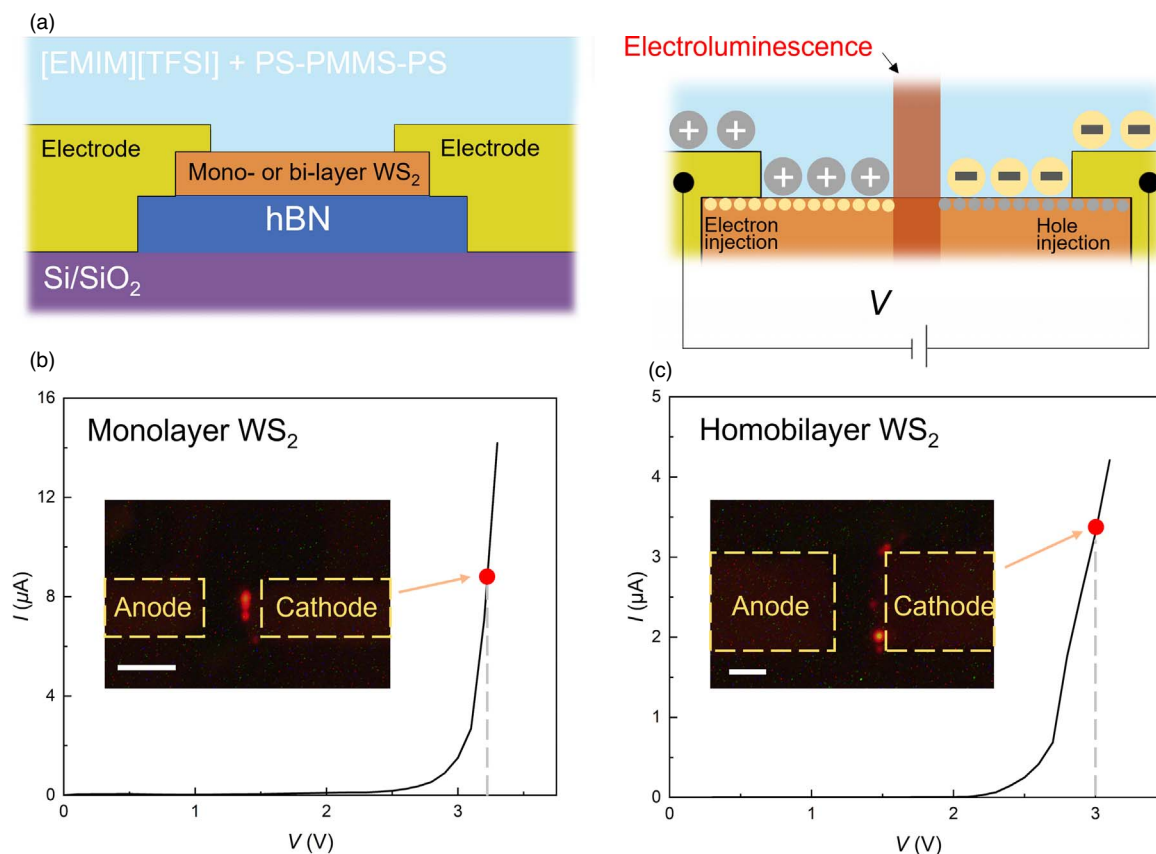 (a)
[EMIM][TFSI] + PS-PMMS-PS
Electrode
Electrode
Mono- or bi-layer WS₂
hBN
Si/SiO₂
Electroluminescence
+ + − −
+ + + − − −
Electron
injection
Hole
injection
V
(b)
Monolayer WS₂
16
12
8
4
0
I (μA)
Anode
Cathode
0 1 2 3
V (V)
(c)
Homobilayer WS₂
5
4
3
2
1
0
I (μA)
Anode
Cathode
0 1 2 3
V (V)